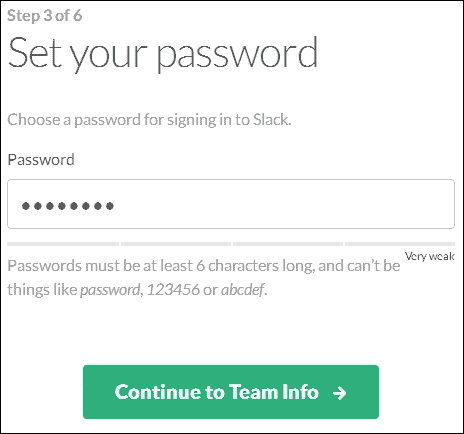 Step 3 of 6
Set your password
Choose a password for signing in to Slack.
Password
••••••••
Very weak
Passwords must be at least 6 characters long, and can't be
things like password, 123456 or abcdef.
Continue to Team Info →